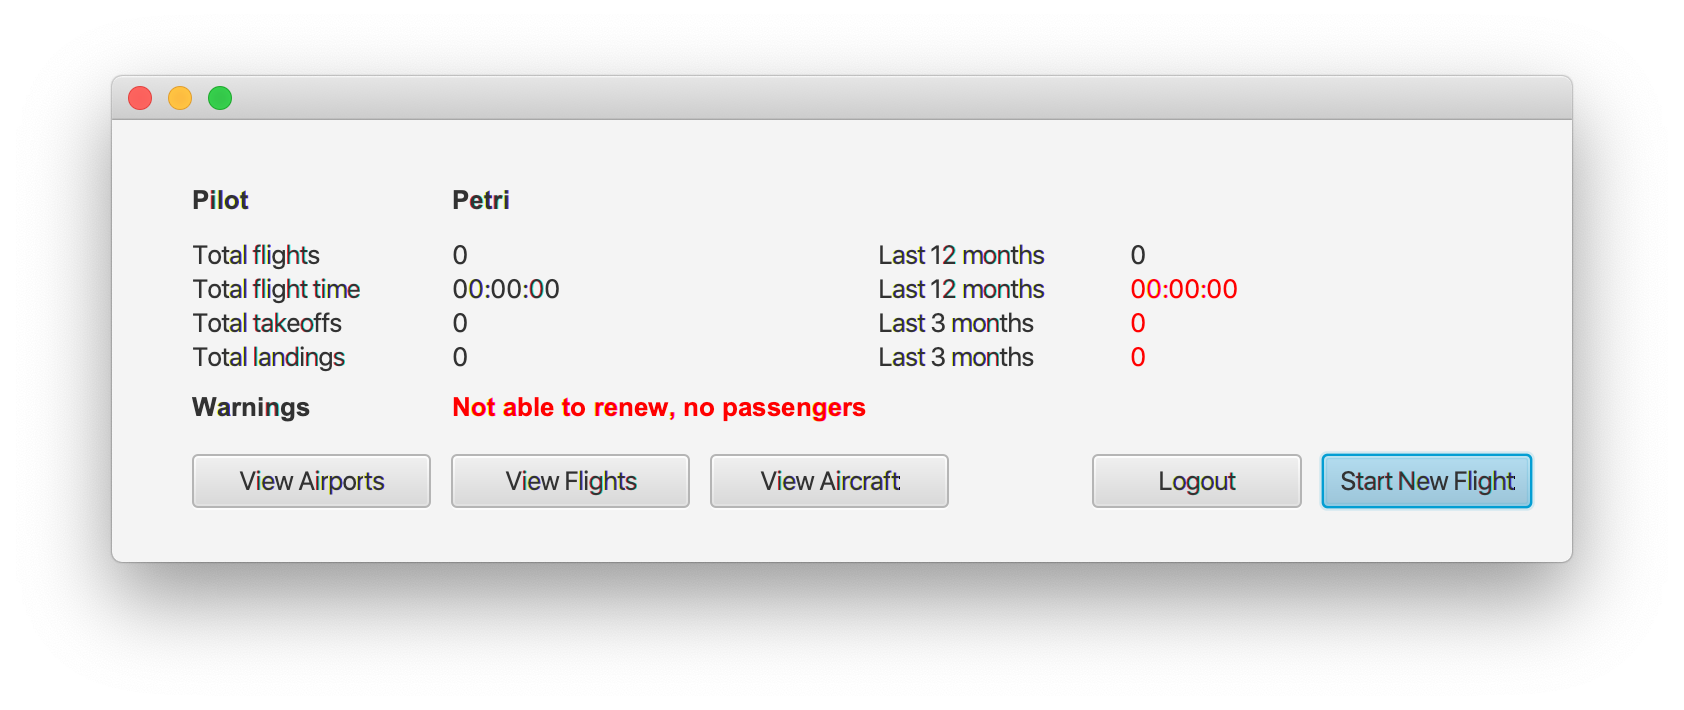 Pilot Petri
Total flights 0 Last 12 months 0
Total flight time 00:00:00 Last 12 months 00:00:00
Total takeoffs 0 Last 3 months 0
Total landings 0 Last 3 months 0
Warnings Not able to renew, no passengers
View Airports View Flights View Aircraft Logout Start New Flight